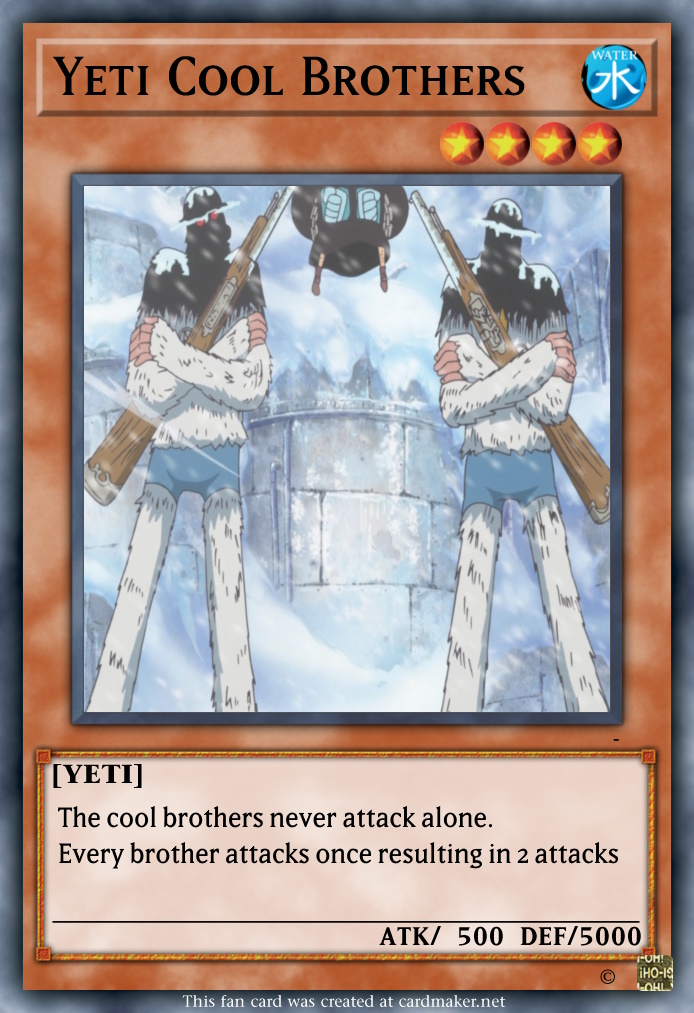 Yeti Cool Brothers
WATER
水
-
[YETI]
The cool brothers never attack alone.
Every brother attacks once resulting in 2 attacks
ATK/ 500 DEF/5000
©
This fan card was created at cardmaker.net